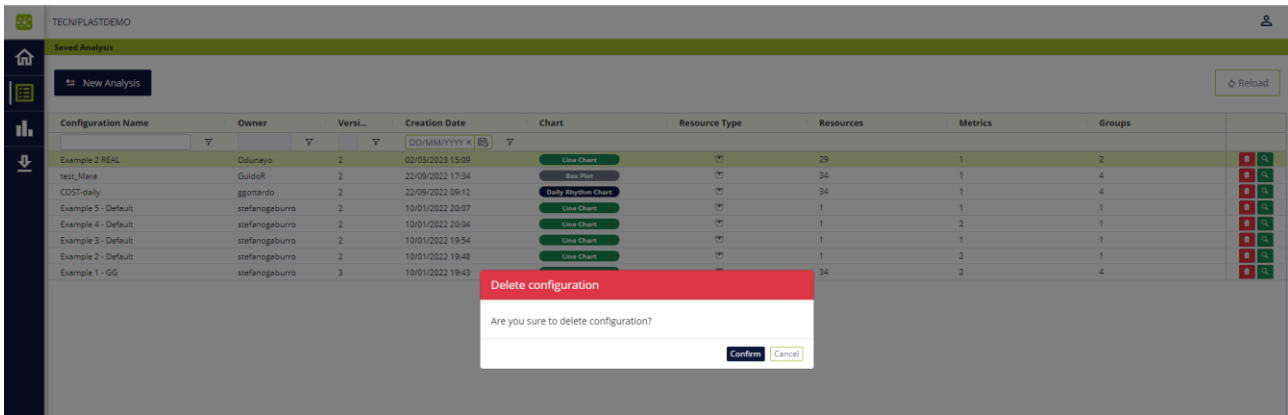 TECNIPLASTDEMO
Saved Analysis
New Analysis
Reload
Configuration Name Owner Versi... Creation Date Chart Resource Type Resources Metrics Groups
DD/MM/YYYY
Example 2 REAL Odunayo 2 02/03/2023 15:09 Line Chart 29 1 2
test_Mara GuidoR 2 22/09/2022 17:34 Box Plot 34 1 4
COST-daily ggottardo 2 22/09/2022 09:12 Daily Rhythm Chart 34 1 4
Example 5 - Default stefanogaburro 2 10/01/2022 20:07 Line Chart 1 1 1
Example 4 - Default stefanogaburro 2 10/01/2022 20:04 Line Chart 1 2 1
Example 3 - Default stefanogaburro 2 10/01/2022 19:54 Line Chart 1 1 1
Example 2 - Default stefanogaburro 2 10/01/2022 19:48 Line Chart 1 2 1
Example 1 - GG stefanogaburro 3 10/01/2022 19:43 34 2 4
Delete configuration
Are you sure to delete configuration?
Confirm Cancel